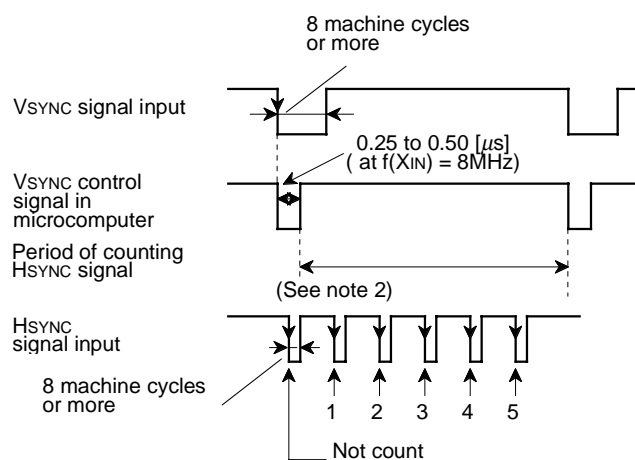 8 machine cycles
or more
VSYNC signal input
0.25 to 0.50 [μs]
( at f(XIN) = 8MHz)
VSYNC control
signal in
microcomputer
Period of counting
HSYNC signal
(See note 2)
HSYNC
signal input
8 machine cycles
or more
1 2 3 4 5
Not count